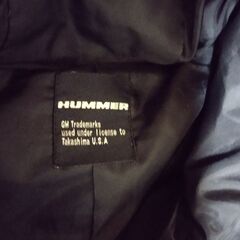 HUMMER
GM Trademarks
used under license to
Takashima U.S.A